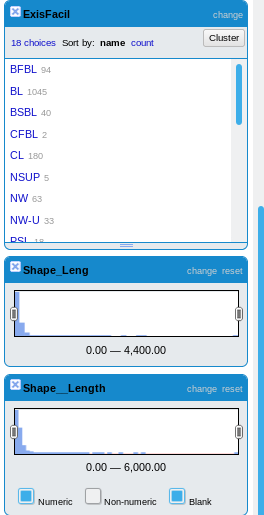 ExisFacil change
18 choices Sort by: name count Cluster
BFBL 94
BL 1045
BSBL 40
CFBL 2
CL 180
NSUP 5
NW 63
NW-U 33
PSL 18
Shape_Leng change reset
0.00 — 4,400.00
Shape__Length change reset
0.00 — 6,000.00
Numeric Non-numeric Blank